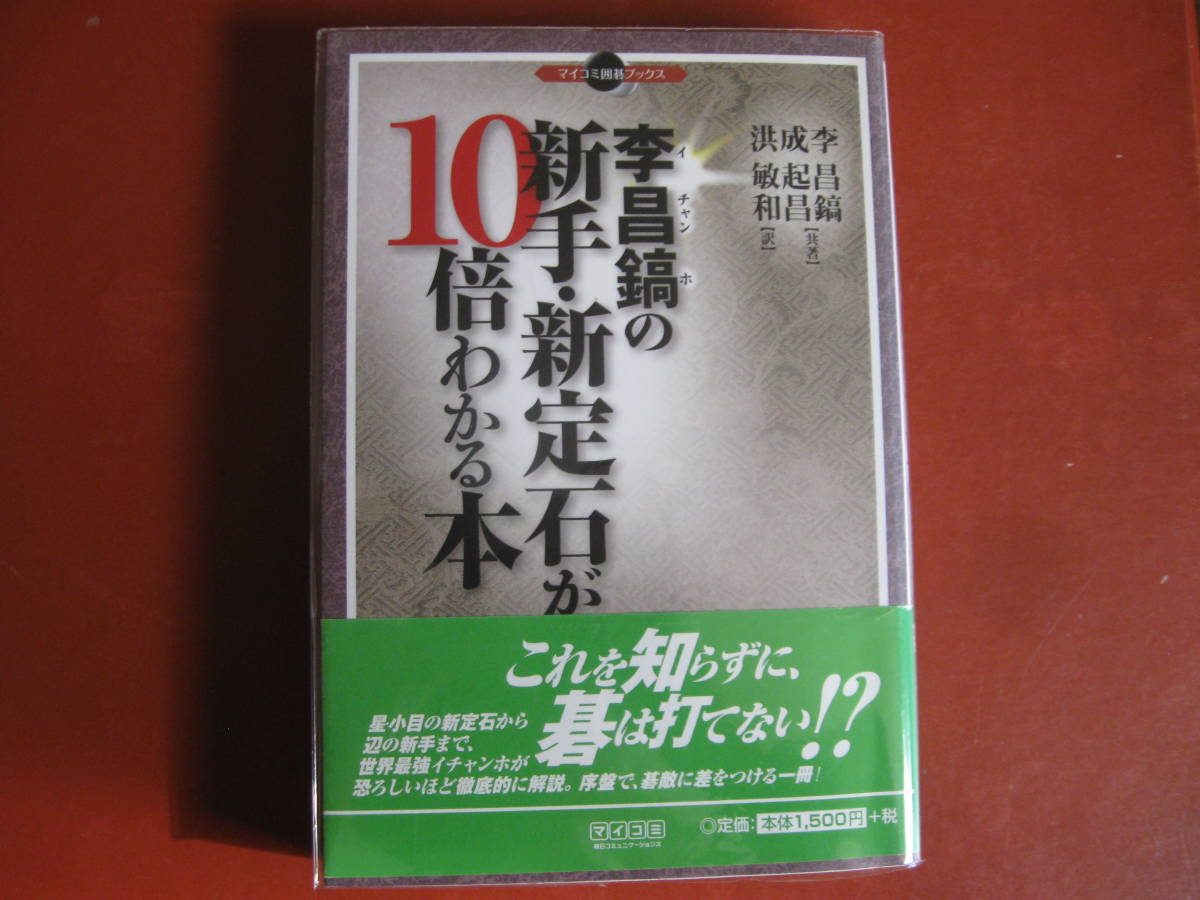 マイコミ囲碁ブックス
李昌鎬
成起昌【共著】
洪敏和【訳】
李昌鎬の
イチャンホ
新手・新定石が
10倍わかる本
これを知らずに、
碁は打てない!?
星・小目の新定石から
辺の新手まで、
世界最強イチャンホが
恐ろしいほど徹底的に解説。序盤で、碁敵に差をつける一冊!
マイコミ
毎日コミュニケーションズ
◎定価:本体1,500円+税